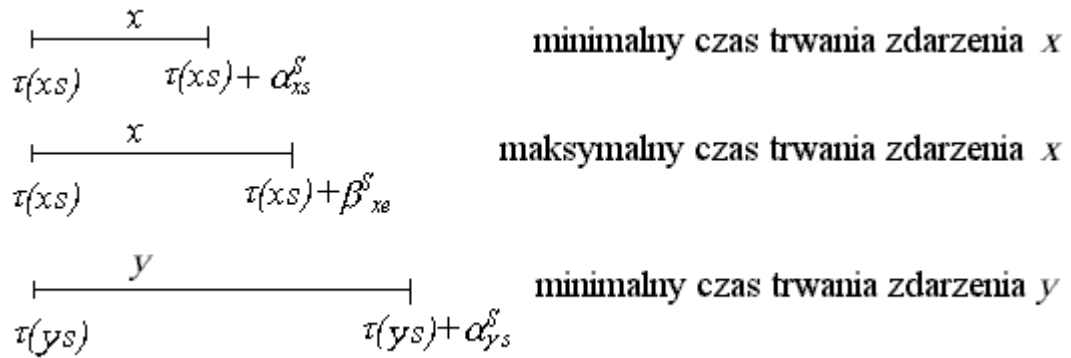 x minimalny czas trwania zdarzenia x
τ(xs) τ(xs) + α^S_xs
x maksymalny czas trwania zdarzenia x
τ(xs) τ(xs)+β^S_xe
y minimalny czas trwania zdarzenia y
τ(ys) τ(ys)+α^S_ys